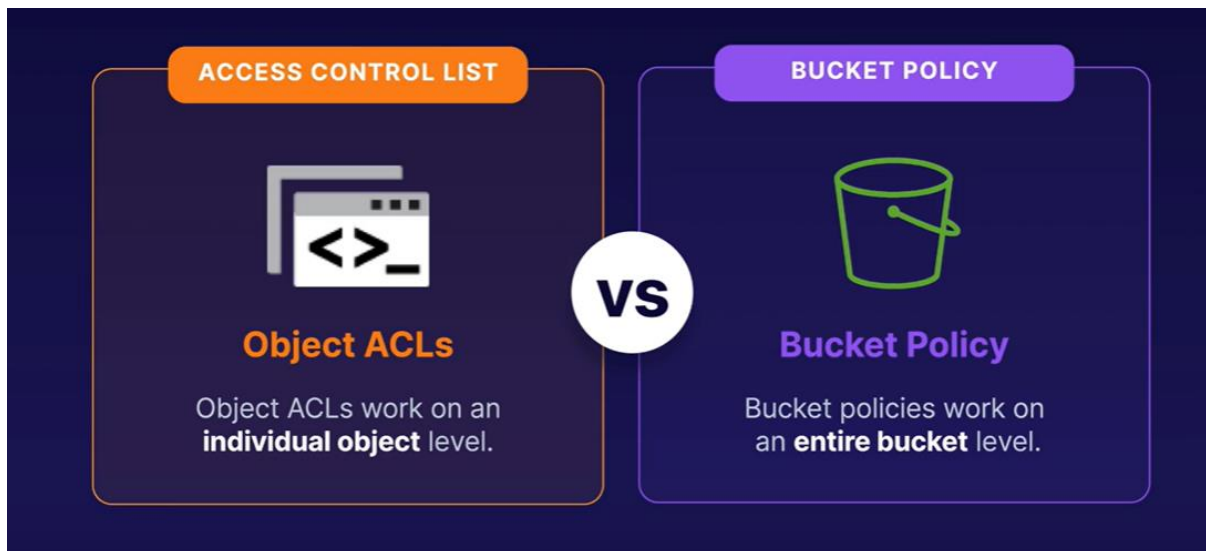 ACCESS CONTROL LIST
<>_
Object ACLs
Object ACLs work on an
individual object level.
vs
BUCKET POLICY
Bucket Policy
Bucket policies work on
an entire bucket level.